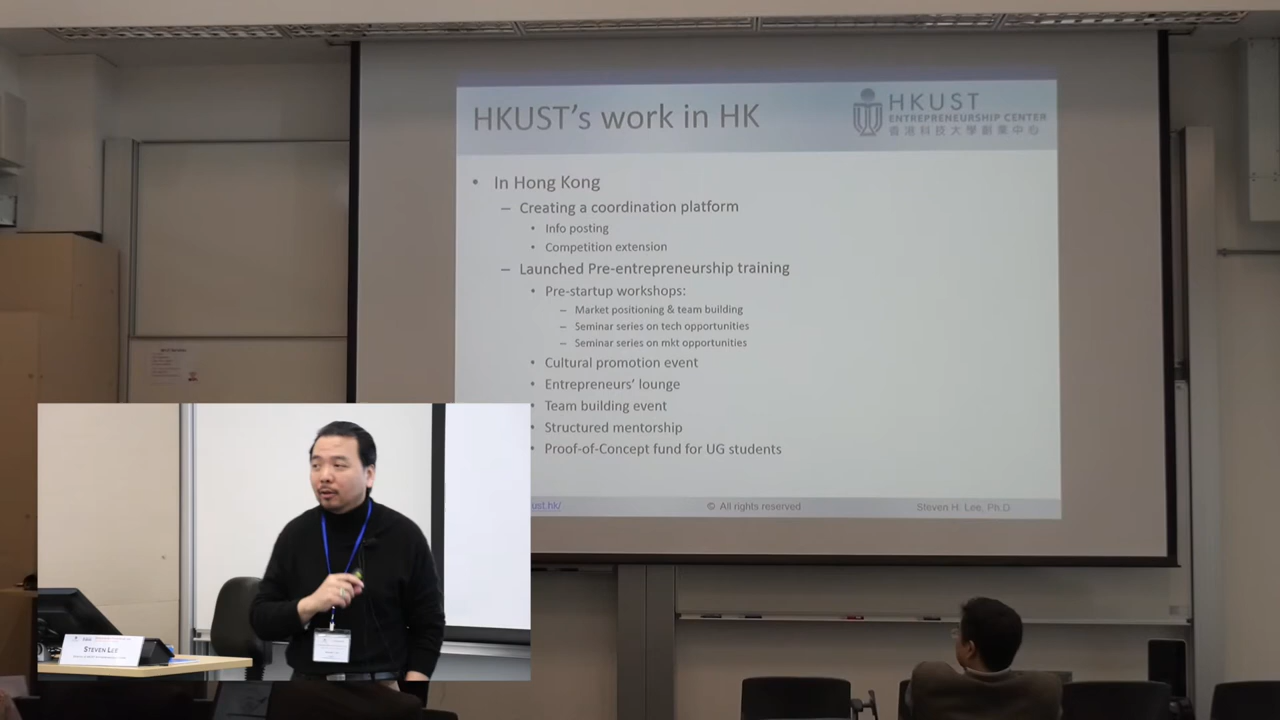 HKUST's work in HK
HKUST
ENTREPRENEURSHIP CENTER
香港科技大學創業中心
• In Hong Kong
– Creating a coordination platform
• Info posting
• Competition extension
– Launched Pre-entrepreneurship training
• Pre-startup workshops:
– Market positioning & team building
– Seminar series on tech opportunities
– Seminar series on mkt opportunities
• Cultural promotion event
• Entrepreneurs' lounge
• Team building event
• Structured mentorship
• Proof-of-Concept fund for UG students
ust.hk/
© All rights reserved
Steven H. Lee, Ph.D
STEVEN LEE